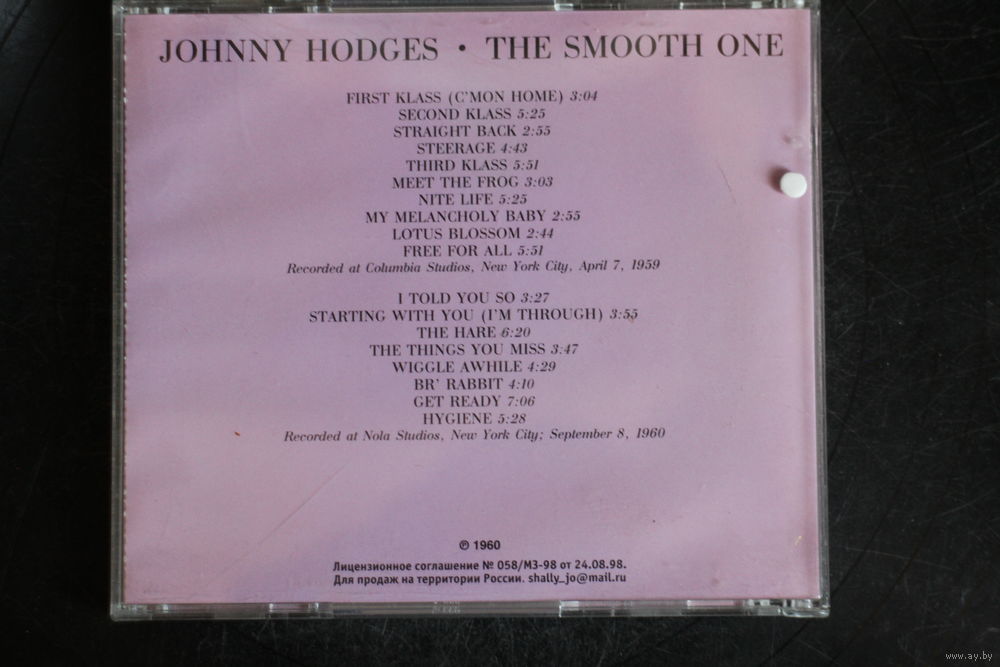 JOHNNY HODGES • THE SMOOTH ONE
FIRST KLASS (C'MON HOME) 3:04
SECOND KLASS 5:25
STRAIGHT BACK 2:55
STEERAGE 4:43
THIRD KLASS 5:51
MEET THE FROG 3:03
NITE LIFE 5:25
MY MELANCHOLY BABY 2:55
LOTUS BLOSSOM 2:44
FREE FOR ALL 5:51
Recorded at Columbia Studios, New York City, April 7, 1959
I TOLD YOU SO 3:27
STARTING WITH YOU (I'M THROUGH) 3:55
THE HARE 6:20
THE THINGS YOU MISS 3:47
WIGGLE AWHILE 4:29
BR' RABBIT 4:10
GET READY 7:06
HYGIENE 5:28
Recorded at Nola Studios, New York City; September 8, 1960
℗ 1960
Лицензионное соглашение № 058/МЗ-98 от 24.08.98.
Для продаж на территории России. shally_jo@mail.ru
www.ay.by